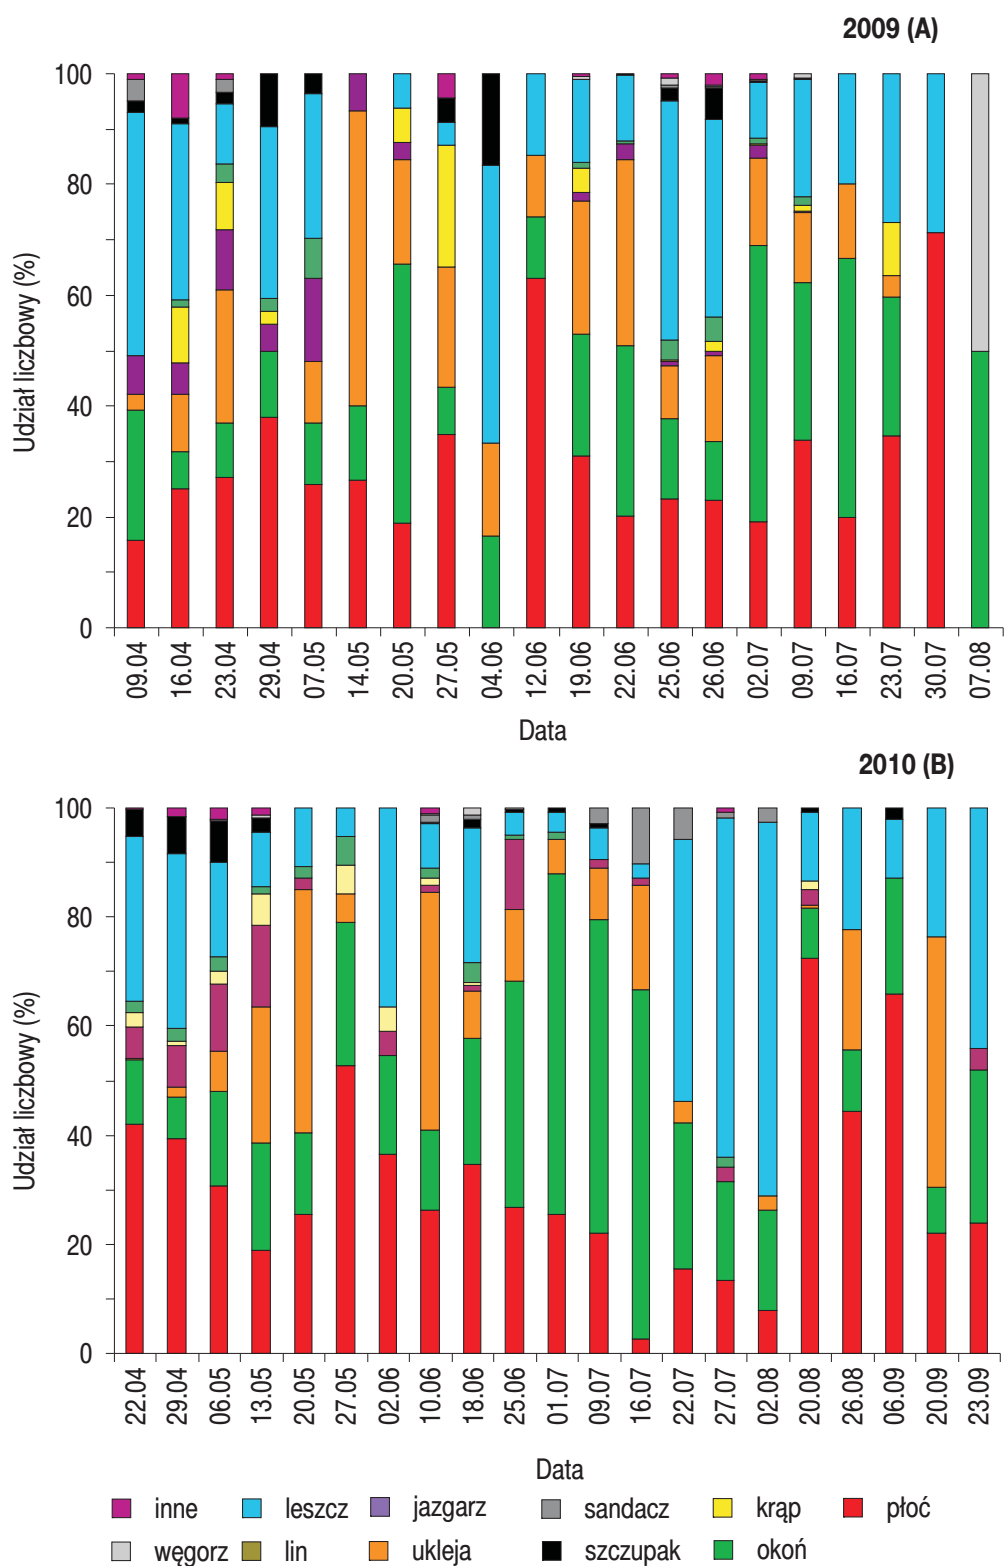 2009 (A)
100
80
60
40
20
0
Udział liczbowy (%)
09.04 16.04 23.04 29.04 07.05 14.05 20.05 27.05 04.06 12.06 19.06 22.06 25.06 26.06 02.07 09.07 16.07 23.07 30.07 07.08
Data
2010 (B)
100
80
60
40
20
0
Udział liczbowy (%)
22.04 29.04 06.05 13.05 20.05 27.05 02.06 10.06 18.06 25.06 01.07 09.07 16.07 22.07 27.07 02.08 20.08 26.08 06.09 20.09 23.09
Data
inne leszcz jazgarz sandacz krąp płoć
węgorz lin ukleja szczupak okoń